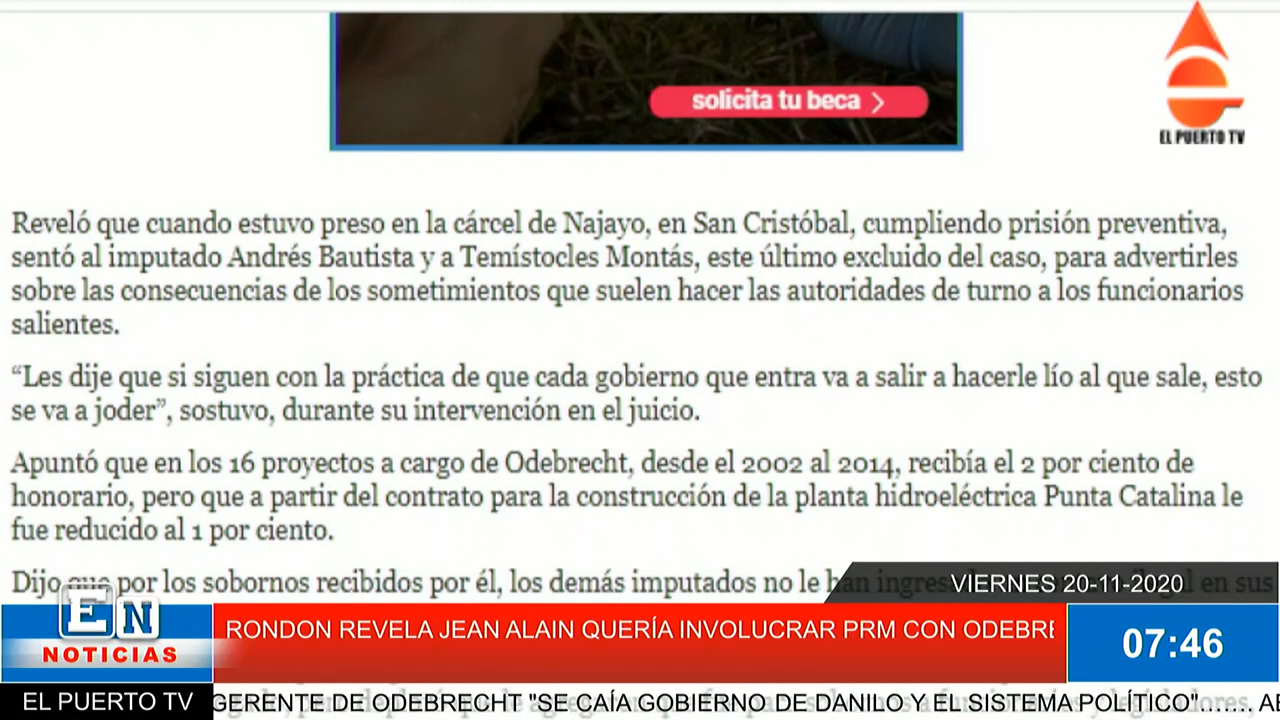 solicita tu beca
EL PUERTO TV
Reveló que cuando estuvo preso en la cárcel de Najayo, en San Cristóbal, cumpliendo prisión preventiva,
sentó al imputado Andrés Bautista y a Temístocles Montás, este último excluido del caso, para advertirles
sobre las consecuencias de los sometimientos que suelen hacer las autoridades de turno a los funcionarios
salientes.
“Les dije que si siguen con la práctica de que cada gobierno que entra va a salir a hacerle lío al que sale, esto
se va a joder”, sostuvo, durante su intervención en el juicio.
Apuntó que en los 16 proyectos a cargo de Odebrecht, desde el 2002 al 2014, recibía el 2 por ciento de
honorario, pero que a partir del contrato para la construcción de la planta hidroeléctrica Punta Catalina le
fue reducido al 1 por ciento.
Dijo que por los sobornos recibidos por él, los demás imputados no le han en sus
VIERNES 20-11-2020
EN
NOTICIAS
RONDON REVELA JEAN ALAIN QUERÍA INVOLUCRAR PRM CON ODEBRE
07:46
EL PUERTO TV
GERENTE DE ODEBRECHT "SE CAÍA GOBIERNO DE DANILO Y EL SISTEMA POLÍTICO"....... AL